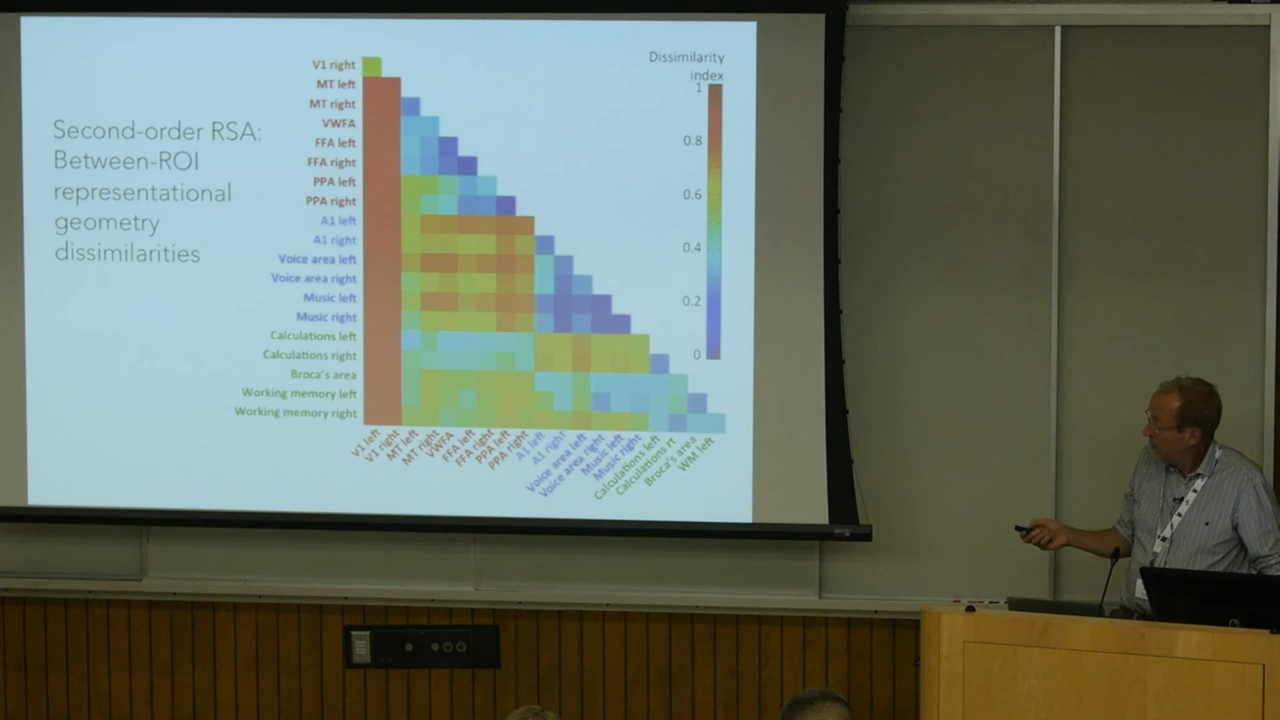 Second-order RSA:
Between-ROI
representational
geometry
dissimilarities
V1 right
MT left
MT right
VWFA
FFA left
FFA right
PPA left
PPA right
A1 left
A1 right
Voice area left
Voice area right
Music left
Music right
Calculations left
Calculations right
Broca's area
Working memory left
Working memory right
V1 left
V1 right
MT left
MT right
VWFA
FFA left
FFA right
PPA left
PPA right
A1 left
A1 right
Voice area left
Voice area right
Music left
Music right
Calculations left
Calculations rt
Broca's area
WM left
Dissimilarity
index
1
0.8
0.6
0.4
0.2
0